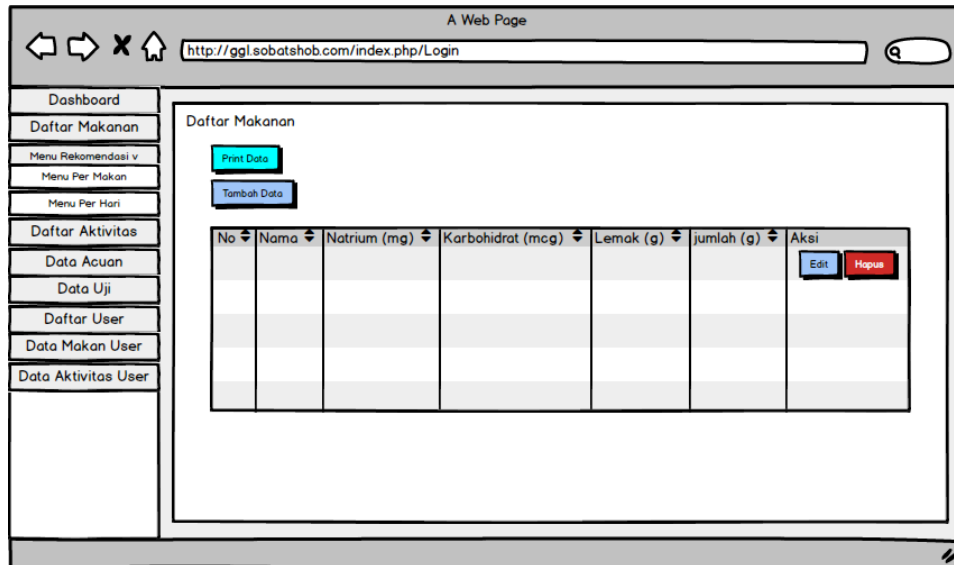 A Web Page
http://ggl.sobatshob.com/index.php/Login
Dashboard
Daftar Makanan
Menu Rekomendasi v
Menu Per Makan
Menu Per Hari
Daftar Aktivitas
Data Acuan
Data Uji
Daftar User
Data Makan User
Data Aktivitas User
Daftar Makanan
Print Data
Tambah Data
No Nama Natrium (mg) Karbohidrat (mcg) Lemak (g) jumlah (g) Aksi
Edit Hapus